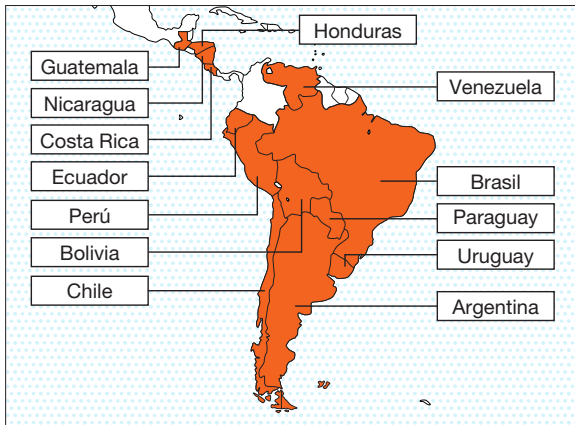 Honduras
Guatemala
Nicaragua
Costa Rica
Ecuador
Perú
Bolivia
Chile
Venezuela
Brasil
Paraguay
Uruguay
Argentina